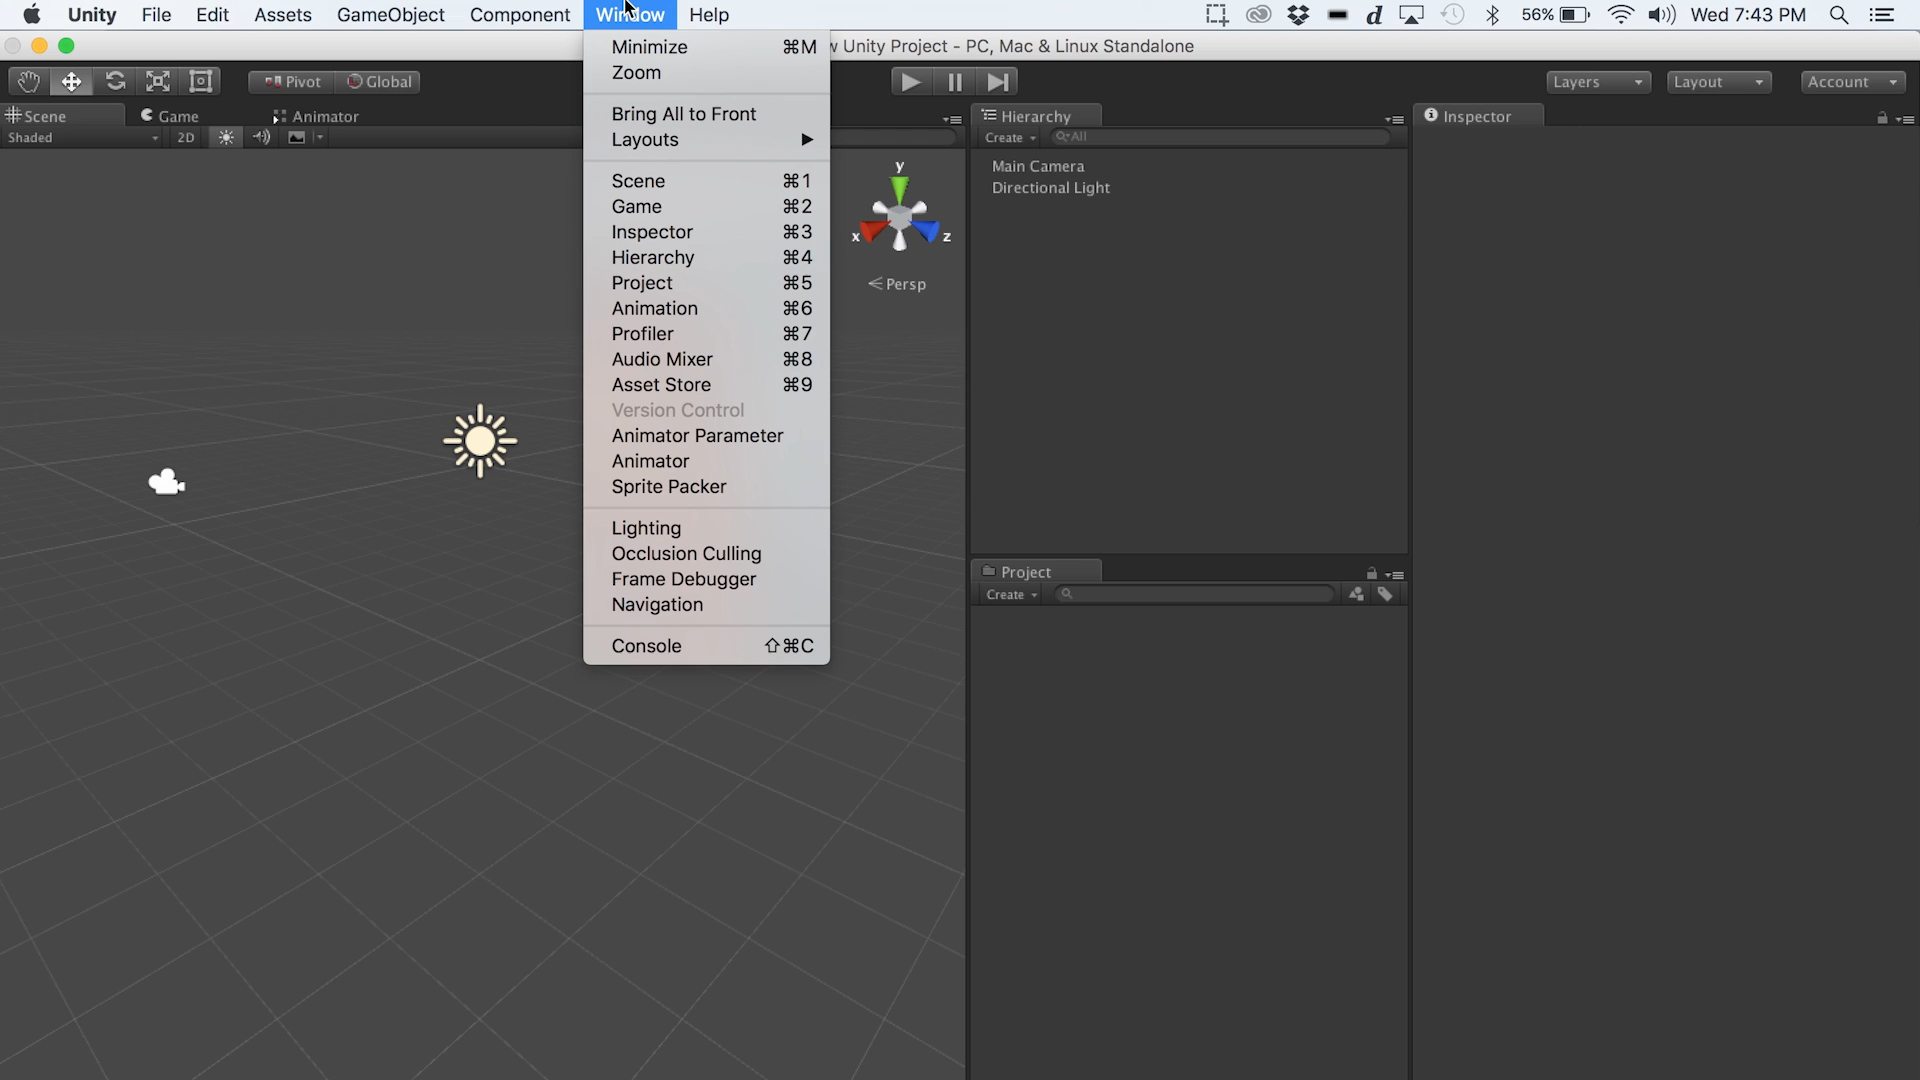 Unity File Edit Assets GameObject Component Window Help 56% Wed 7:43 PM
Unity Project - PC, Mac & Linux Standalone
Pivot Global Layers Layout Account
Scene Game Animator Hierarchy Inspector
Shaded 2D Create All
Minimize ⌘M
Zoom
Bring All to Front
Layouts ▶
Scene ⌘1
Game ⌘2
Inspector ⌘3
Hierarchy ⌘4
Project ⌘5
Animation ⌘6
Profiler ⌘7
Audio Mixer ⌘8
Asset Store ⌘9
Version Control
Animator Parameter
Animator
Sprite Packer
Lighting
Occlusion Culling
Frame Debugger
Navigation
Console ⇧⌘C
y
x z
Persp
Main Camera
Directional Light
Project
Create